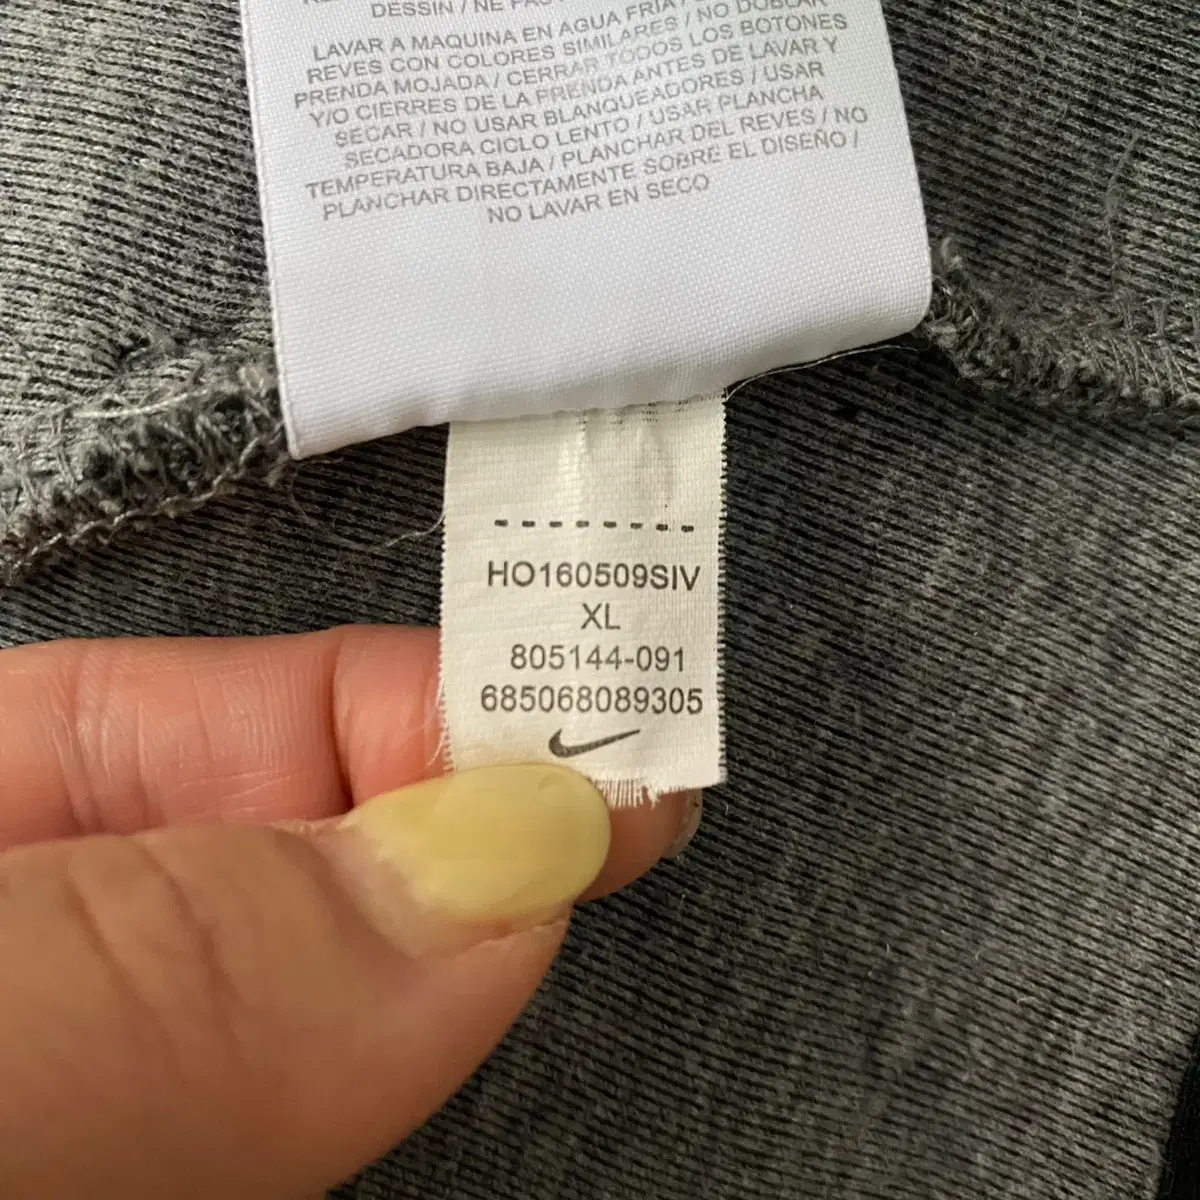 DESSIN / NE PAS
LAVAR A MAQUINA EN AGUA FRIA /
REVES CON COLORES SIMILARES / NO DOBLAR
PRENDA MOJADA / CERRAR TODOS LOS BOTONES
Y/O CIERRES DE LA PRENDA ANTES DE LAVAR Y
SECAR / NO USAR BLANQUEADORES / USAR
SECADORA CICLO LENTO / USAR PLANCHA
TEMPERATURA BAJA / PLANCHAR DEL REVES / NO
PLANCHAR DIRECTAMENTE SOBRE EL DISEÑO /
NO LAVAR EN SECO
HO160509SIV
XL
805144-091
685068089305